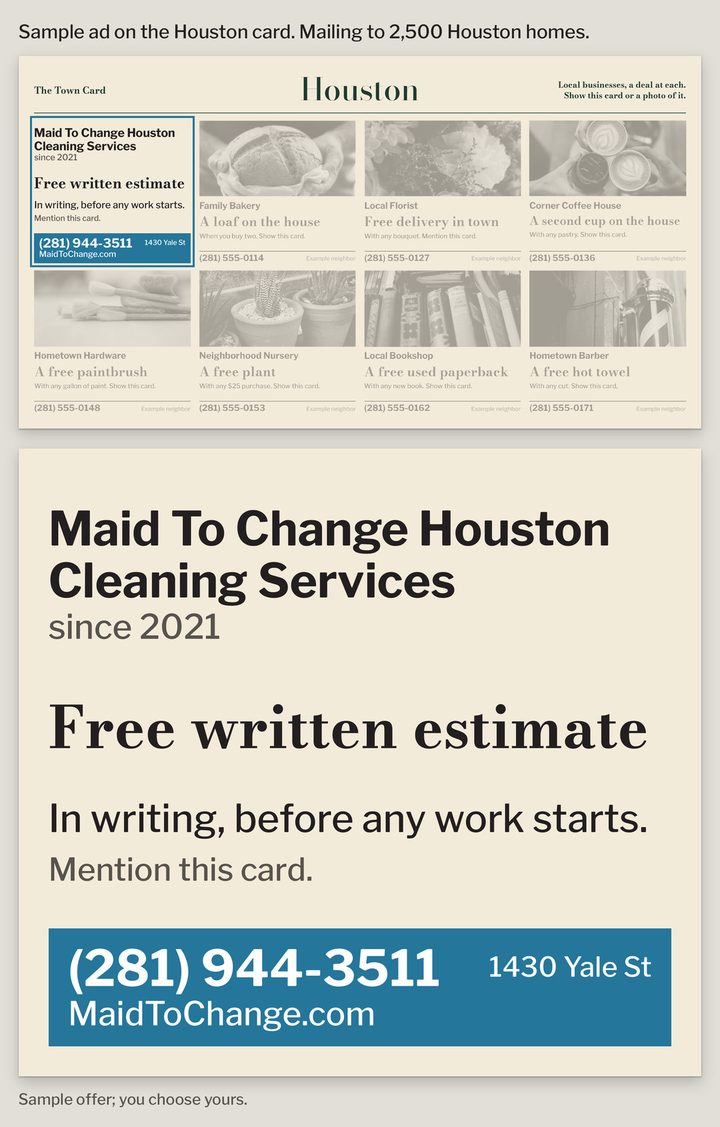 Sample ad on the Houston card. Mailing to 2,500 Houston homes.
The Town Card
Houston
Local businesses, a deal at each.
Show this card or a photo of it.
Maid To Change Houston
Cleaning Services
since 2021
Free written estimate
In writing, before any work starts.
Mention this card.
(281) 944-3511
1430 Yale St
MaidToChange.com
Family Bakery
A loaf on the house
When you buy two. Show this card.
(281) 555-0114
Example neighbor
Local Florist
Free delivery in town
With any bouquet. Mention this card.
(281) 555-0127
Example neighbor
Corner Coffee House
A second cup on the house
With any pastry. Show this card.
(281) 555-0136
Example neighbor
Hometown Hardware
A free paintbrush
With any gallon of paint. Show this card.
(281) 555-0148
Example neighbor
Neighborhood Nursery
A free plant
With any $25 purchase. Show this card.
(281) 555-0153
Example neighbor
Local Bookshop
A free used paperback
With any new book. Show this card.
(281) 555-0162
Example neighbor
Hometown Barber
A free hot towel
With any cut. Show this card.
(281) 555-0171
Example neighbor
Maid To Change Houston
Cleaning Services
since 2021
Free written estimate
In writing, before any work starts.
Mention this card.
(281) 944-3511
1430 Yale St
MaidToChange.com
Sample offer; you choose yours.